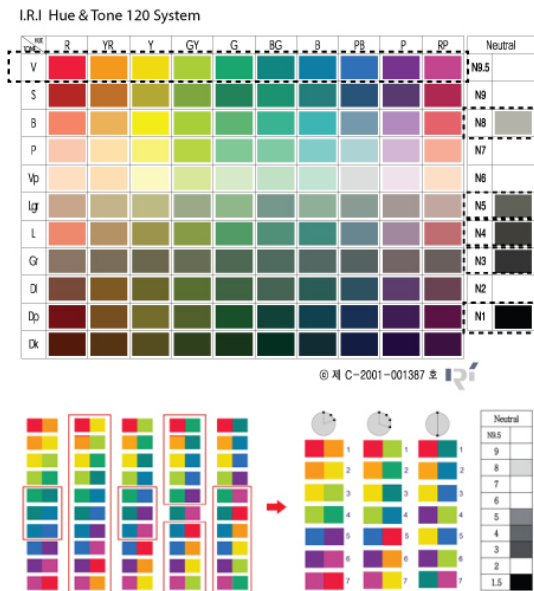 I.R.I Hue & Tone 120 System
HUE
TONE
R YR Y GY G BG B PB P RP Neutral
V N9.5
S N9
B N8
P N7
Vp N6
Lgr N5
L N4
Gr N3
Dl N2
Dp N1
Dk
ⓒ 제 C-2001-001387 호 IRI
Neutral
N9.5
9
8
7
6
5
4
3
2
1.5
1 1 1
2 2 2
3 3 3
4 4 4
5 5 5
6 6 6
7 7 7